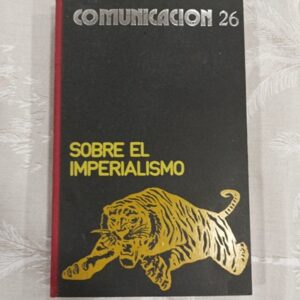 COMUNICACION 26
SOBRE EL
IMPERIALISMO